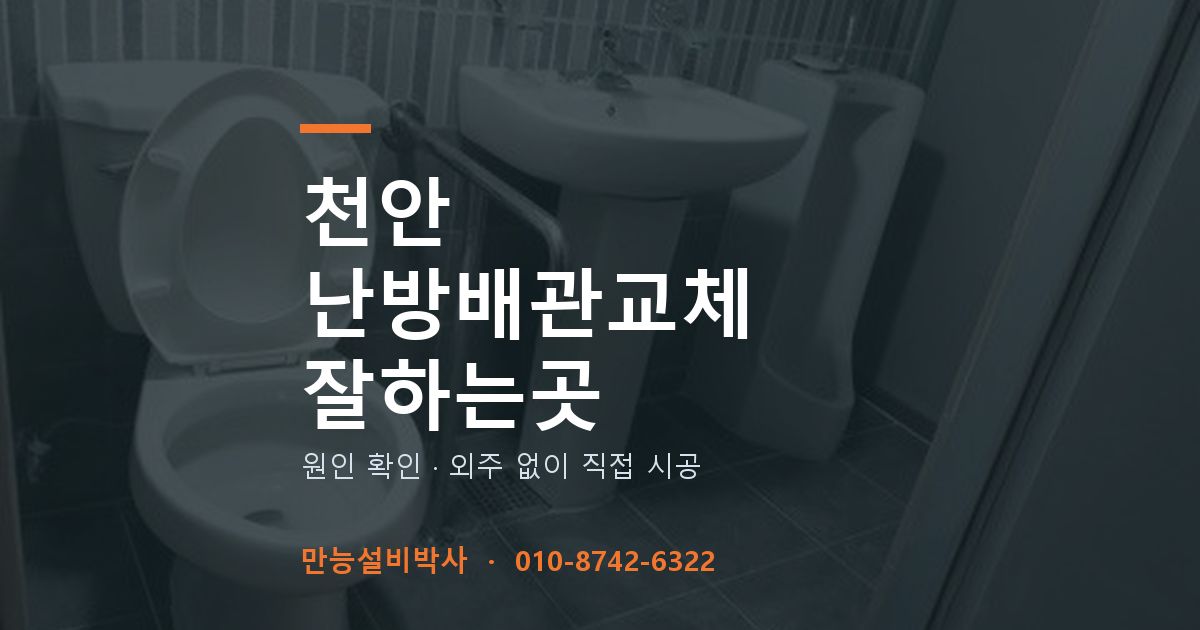 천안
난방배관교체
잘하는곳
원인 확인 · 외주 없이 직접 시공
만능설비박사 · 010-8742-6322